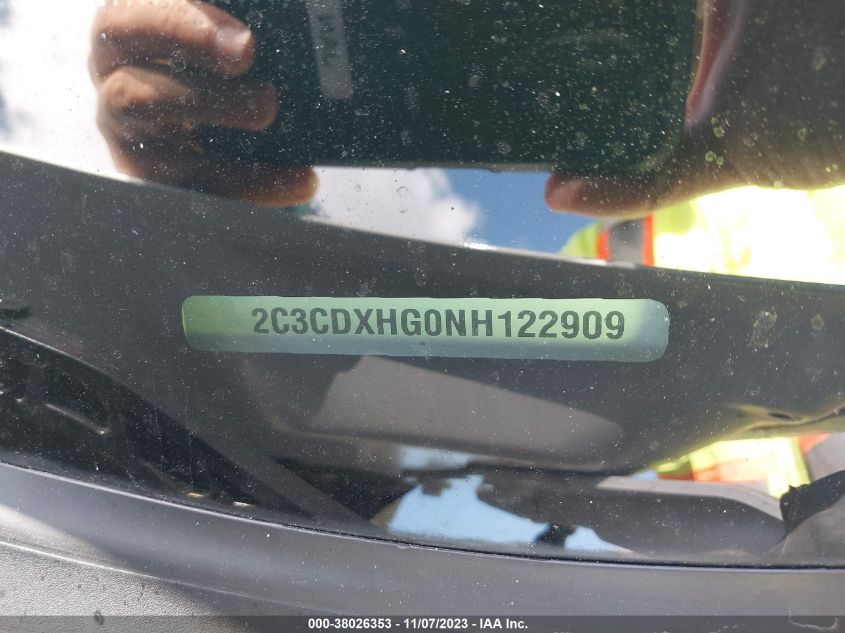 2C3CDXHG0NH122909
000-38026353 — 11/07/2023 — IAA Inc.